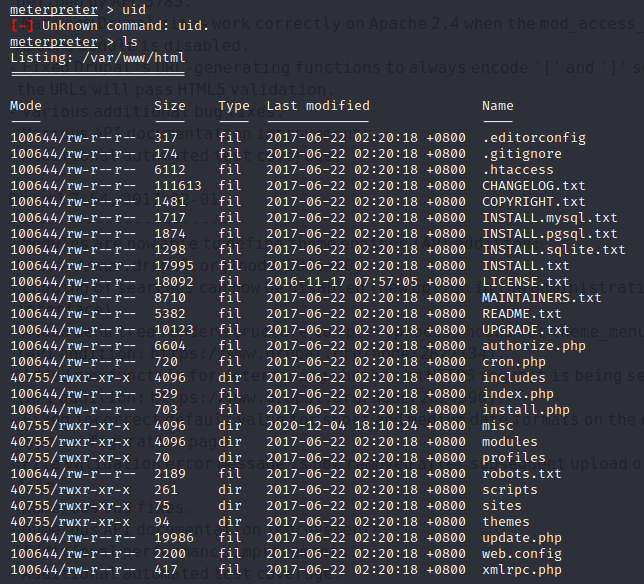 meterpreter > uid
[-] Unknown command: uid.
meterpreter > ls
Listing: /var/www/html
Mode Size Type Last modified Name
100644/rw-r--r-- 317 fil 2017-06-22 02:20:18 +0800 .editorconfig
100644/rw-r--r-- 174 fil 2017-06-22 02:20:18 +0800 .gitignore
100644/rw-r--r-- 6112 fil 2017-06-22 02:20:18 +0800 .htaccess
100644/rw-r--r-- 111613 fil 2017-06-22 02:20:18 +0800 CHANGELOG.txt
100644/rw-r--r-- 1481 fil 2017-06-22 02:20:18 +0800 COPYRIGHT.txt
100644/rw-r--r-- 1717 fil 2017-06-22 02:20:18 +0800 INSTALL.mysql.txt
100644/rw-r--r-- 1874 fil 2017-06-22 02:20:18 +0800 INSTALL.pgsql.txt
100644/rw-r--r-- 1298 fil 2017-06-22 02:20:18 +0800 INSTALL.sqlite.txt
100644/rw-r--r-- 17995 fil 2017-06-22 02:20:18 +0800 INSTALL.txt
100644/rw-r--r-- 18092 fil 07:57:05 +0800 LICENSE.txt
100644/rw-r--r-- 8710 fil 2017-06-22 02:20:18 +0800 MAINTAINERS.txt
100644/rw-r--r-- 5382 fil 2017-06-22 02:20:18 +0800 README.txt
100644/rw-r--r-- 10123 fil 2017-06-22 02:20:18 +0800 UPGRADE.txt
100644/rw-r--r-- 6604 fil 2017-06-22 02:20:18 +0800 authorize.php
100644/rw-r--r-- 720 fil 2017-06-22 02:20:18 +0800 cron.php
40755/rwxr-xr-x 4096 dir 2017-06-22 02:20:18 +0800 includes
100644/rw-r--r-- 529 fil 2017-06-22 02:20:18 +0800 index.php
100644/rw-r--r-- 703 fil 2017-06-22 02:20:18 +0800 install.php
40755/rwxr-xr-x 4096 dir 2020-12-04 18:10:24 +0800 misc
40755/rwxr-xr-x 4096 dir 2017-06-22 02:20:18 +0800 modules
40755/rwxr-xr-x 70 dir 2017-06-22 02:20:18 +0800 profiles
100644/rw-r--r-- 2189 fil 2017-06-22 02:20:18 +0800 robots.txt
40755/rwxr-xr-x 261 dir 2017-06-22 02:20:18 +0800 scripts
40755/rwxr-xr-x 75 dir 2017-06-22 02:20:18 +0800 sites
40755/rwxr-xr-x 94 dir 2017-06-22 02:20:18 +0800 themes
100644/rw-r--r-- 19986 fil 2017-06-22 02:20:18 +0800 update.php
100644/rw-r--r-- 2200 fil 2017-06-22 02:20:18 +0800 web.config
100644/rw-r--r-- 417 fil 2017-06-22 02:20:18 +0800 xmlrpc.php